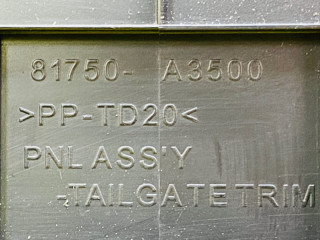 81750- A3500
>PP-TD20<
PNL ASS'Y
-TAILGATE TRIM